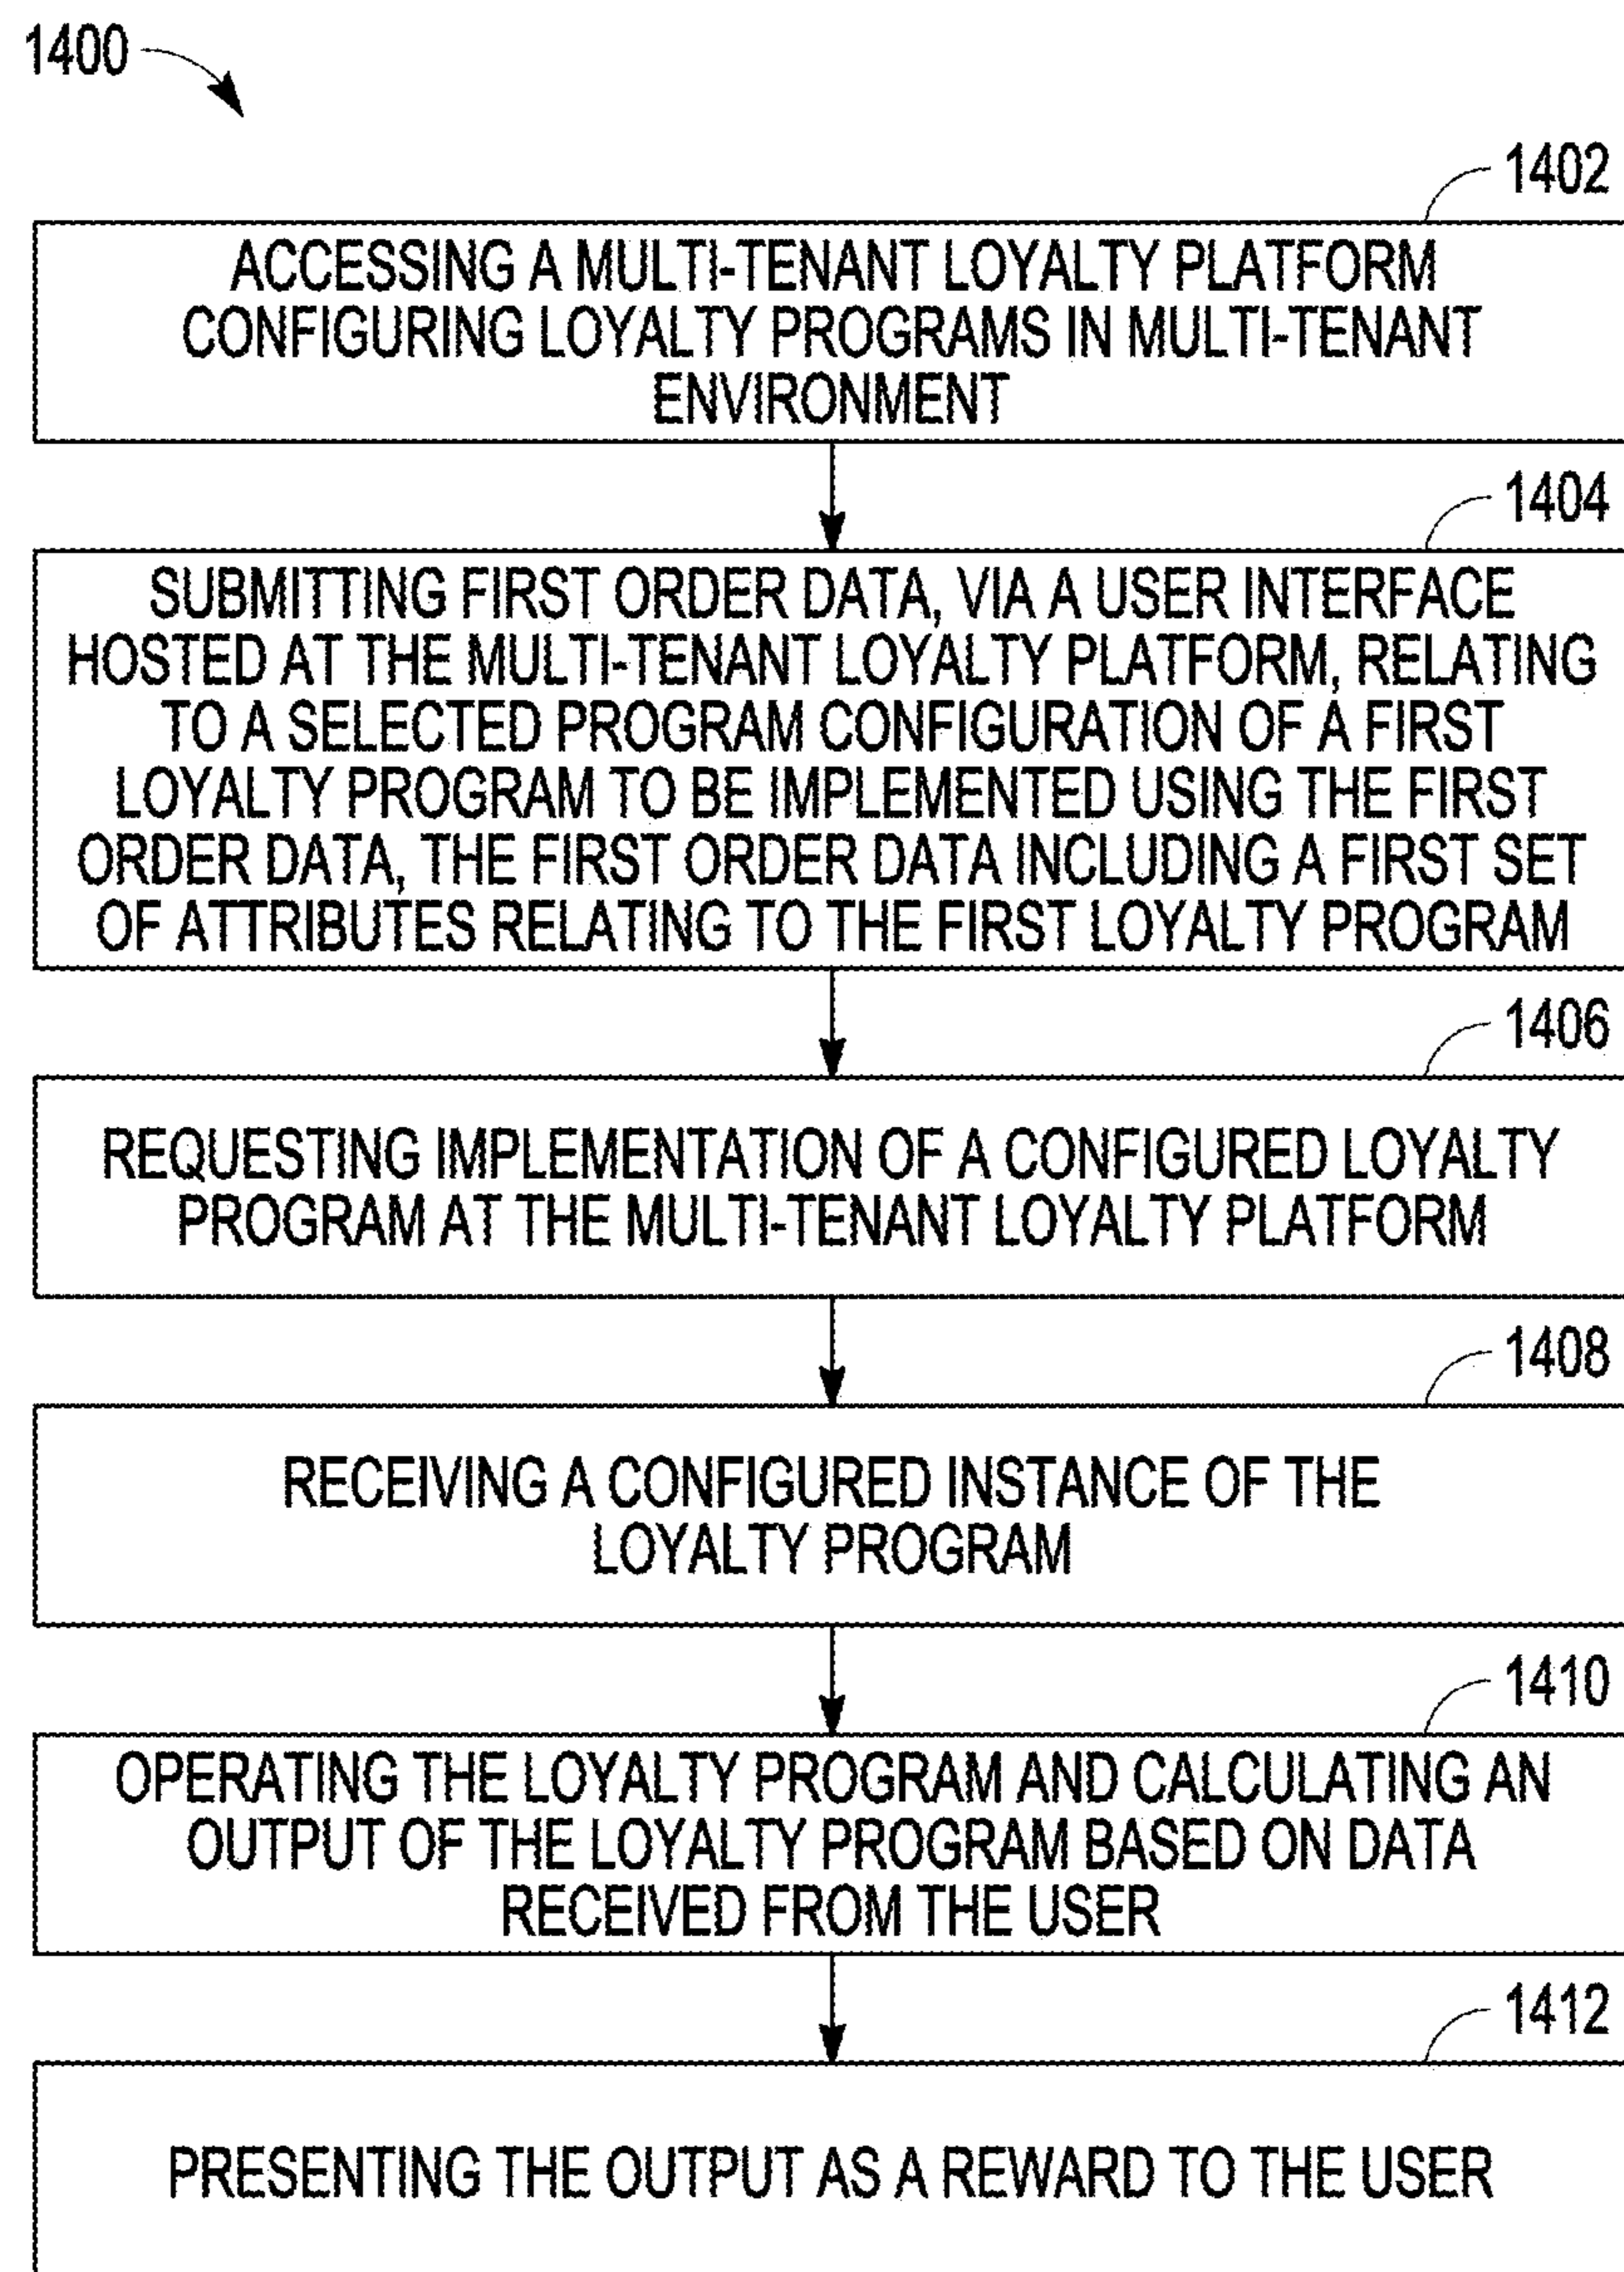 1400
1402
ACCESSING A MULTI-TENANT LOYALTY PLATFORM
CONFIGURING LOYALTY PROGRAMS IN MULTI-TENANT
ENVIRONMENT
1404
SUBMITTING FIRST ORDER DATA, VIA A USER INTERFACE
HOSTED AT THE MULTI-TENANT LOYALTY PLATFORM, RELATING
TO A SELECTED PROGRAM CONFIGURATION OF A FIRST
LOYALTY PROGRAM TO BE IMPLEMENTED USING THE FIRST
ORDER DATA, THE FIRST ORDER DATA INCLUDING A FIRST SET
OF ATTRIBUTES RELATING TO THE FIRST LOYALTY PROGRAM
1406
REQUESTING IMPLEMENTATION OF A CONFIGURED LOYALTY
PROGRAM AT THE MULTI-TENANT LOYALTY PLATFORM
1408
RECEIVING A CONFIGURED INSTANCE OF THE
LOYALTY PROGRAM
1410
OPERATING THE LOYALTY PROGRAM AND CALCULATING AN
OUTPUT OF THE LOYALTY PROGRAM BASED ON DATA
RECEIVED FROM THE USER
1412
PRESENTING THE OUTPUT AS A REWARD TO THE USER